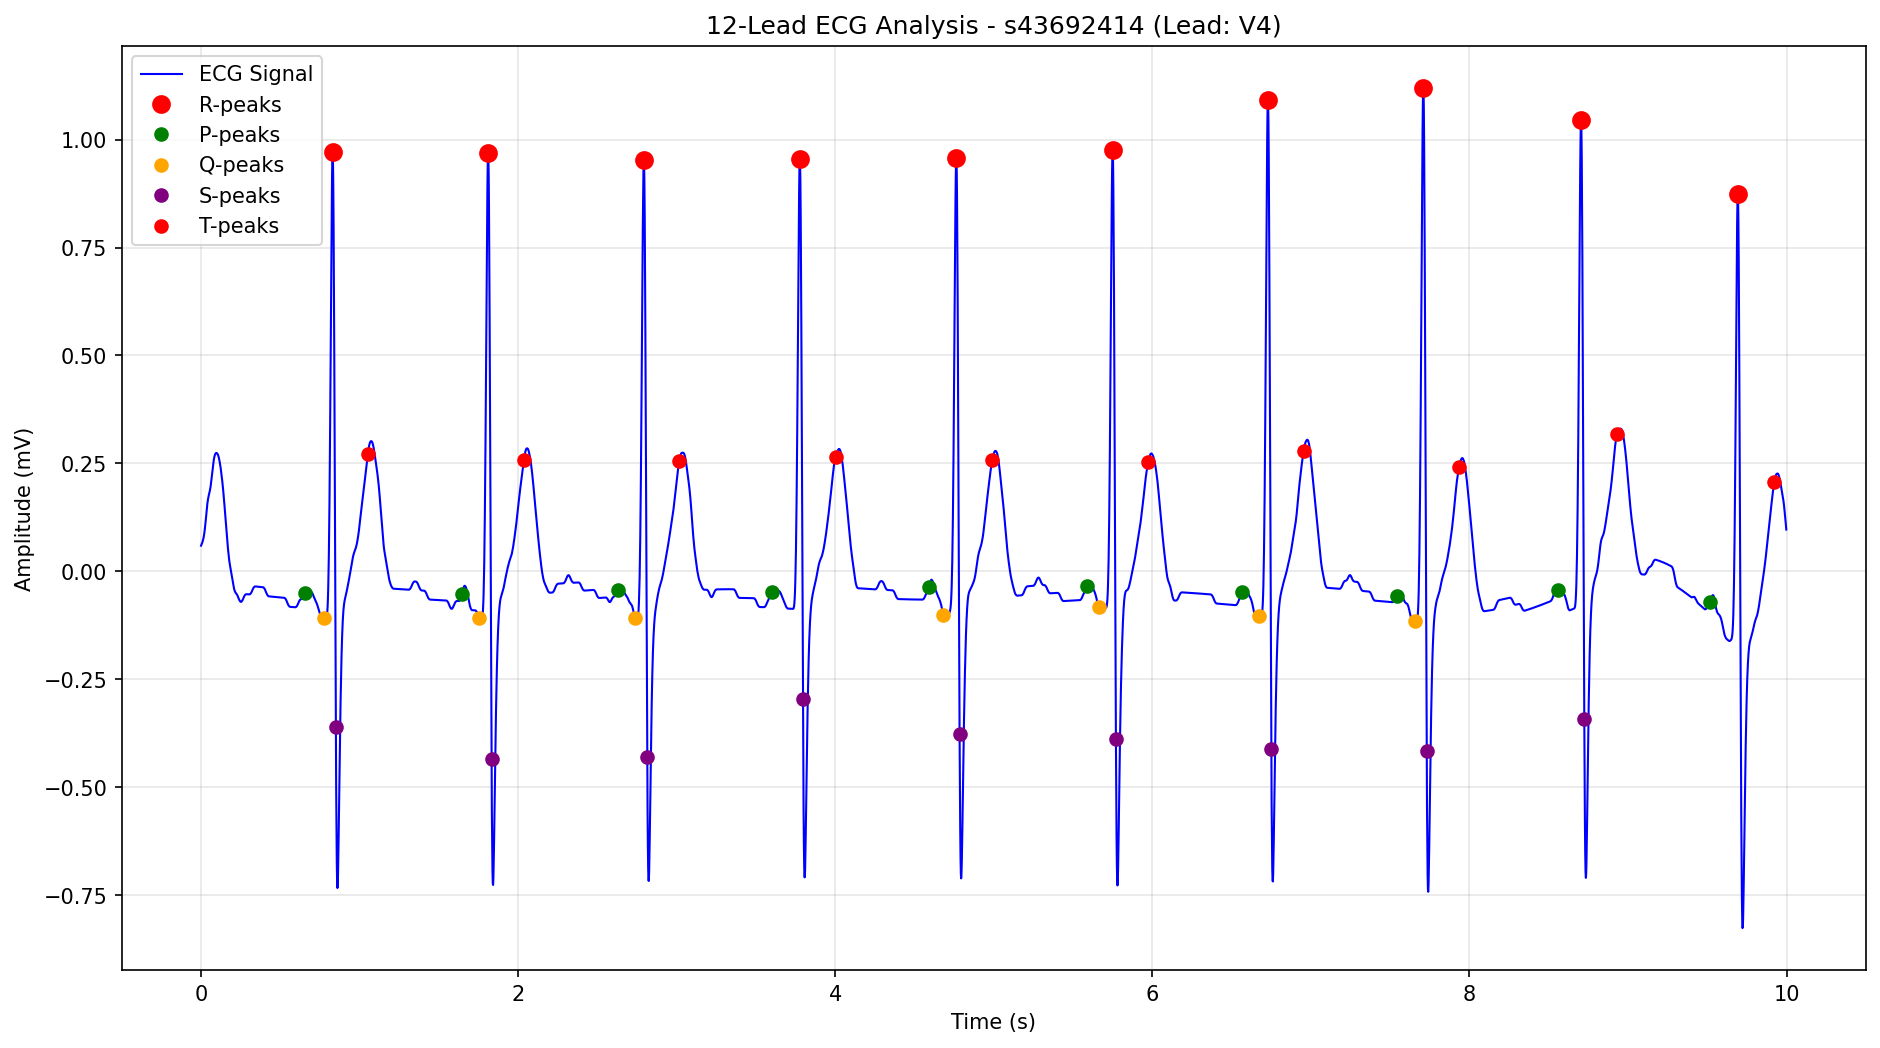 12-Lead ECG Analysis - s43692414 (Lead: V4)
ECG Signal
R-peaks
P-peaks
Q-peaks
S-peaks
T-peaks
1.00
0.75
0.50
0.25
0.00
−0.25
−0.50
−0.75
Amplitude (mV)
0 2 4 6 8 10
Time (s)